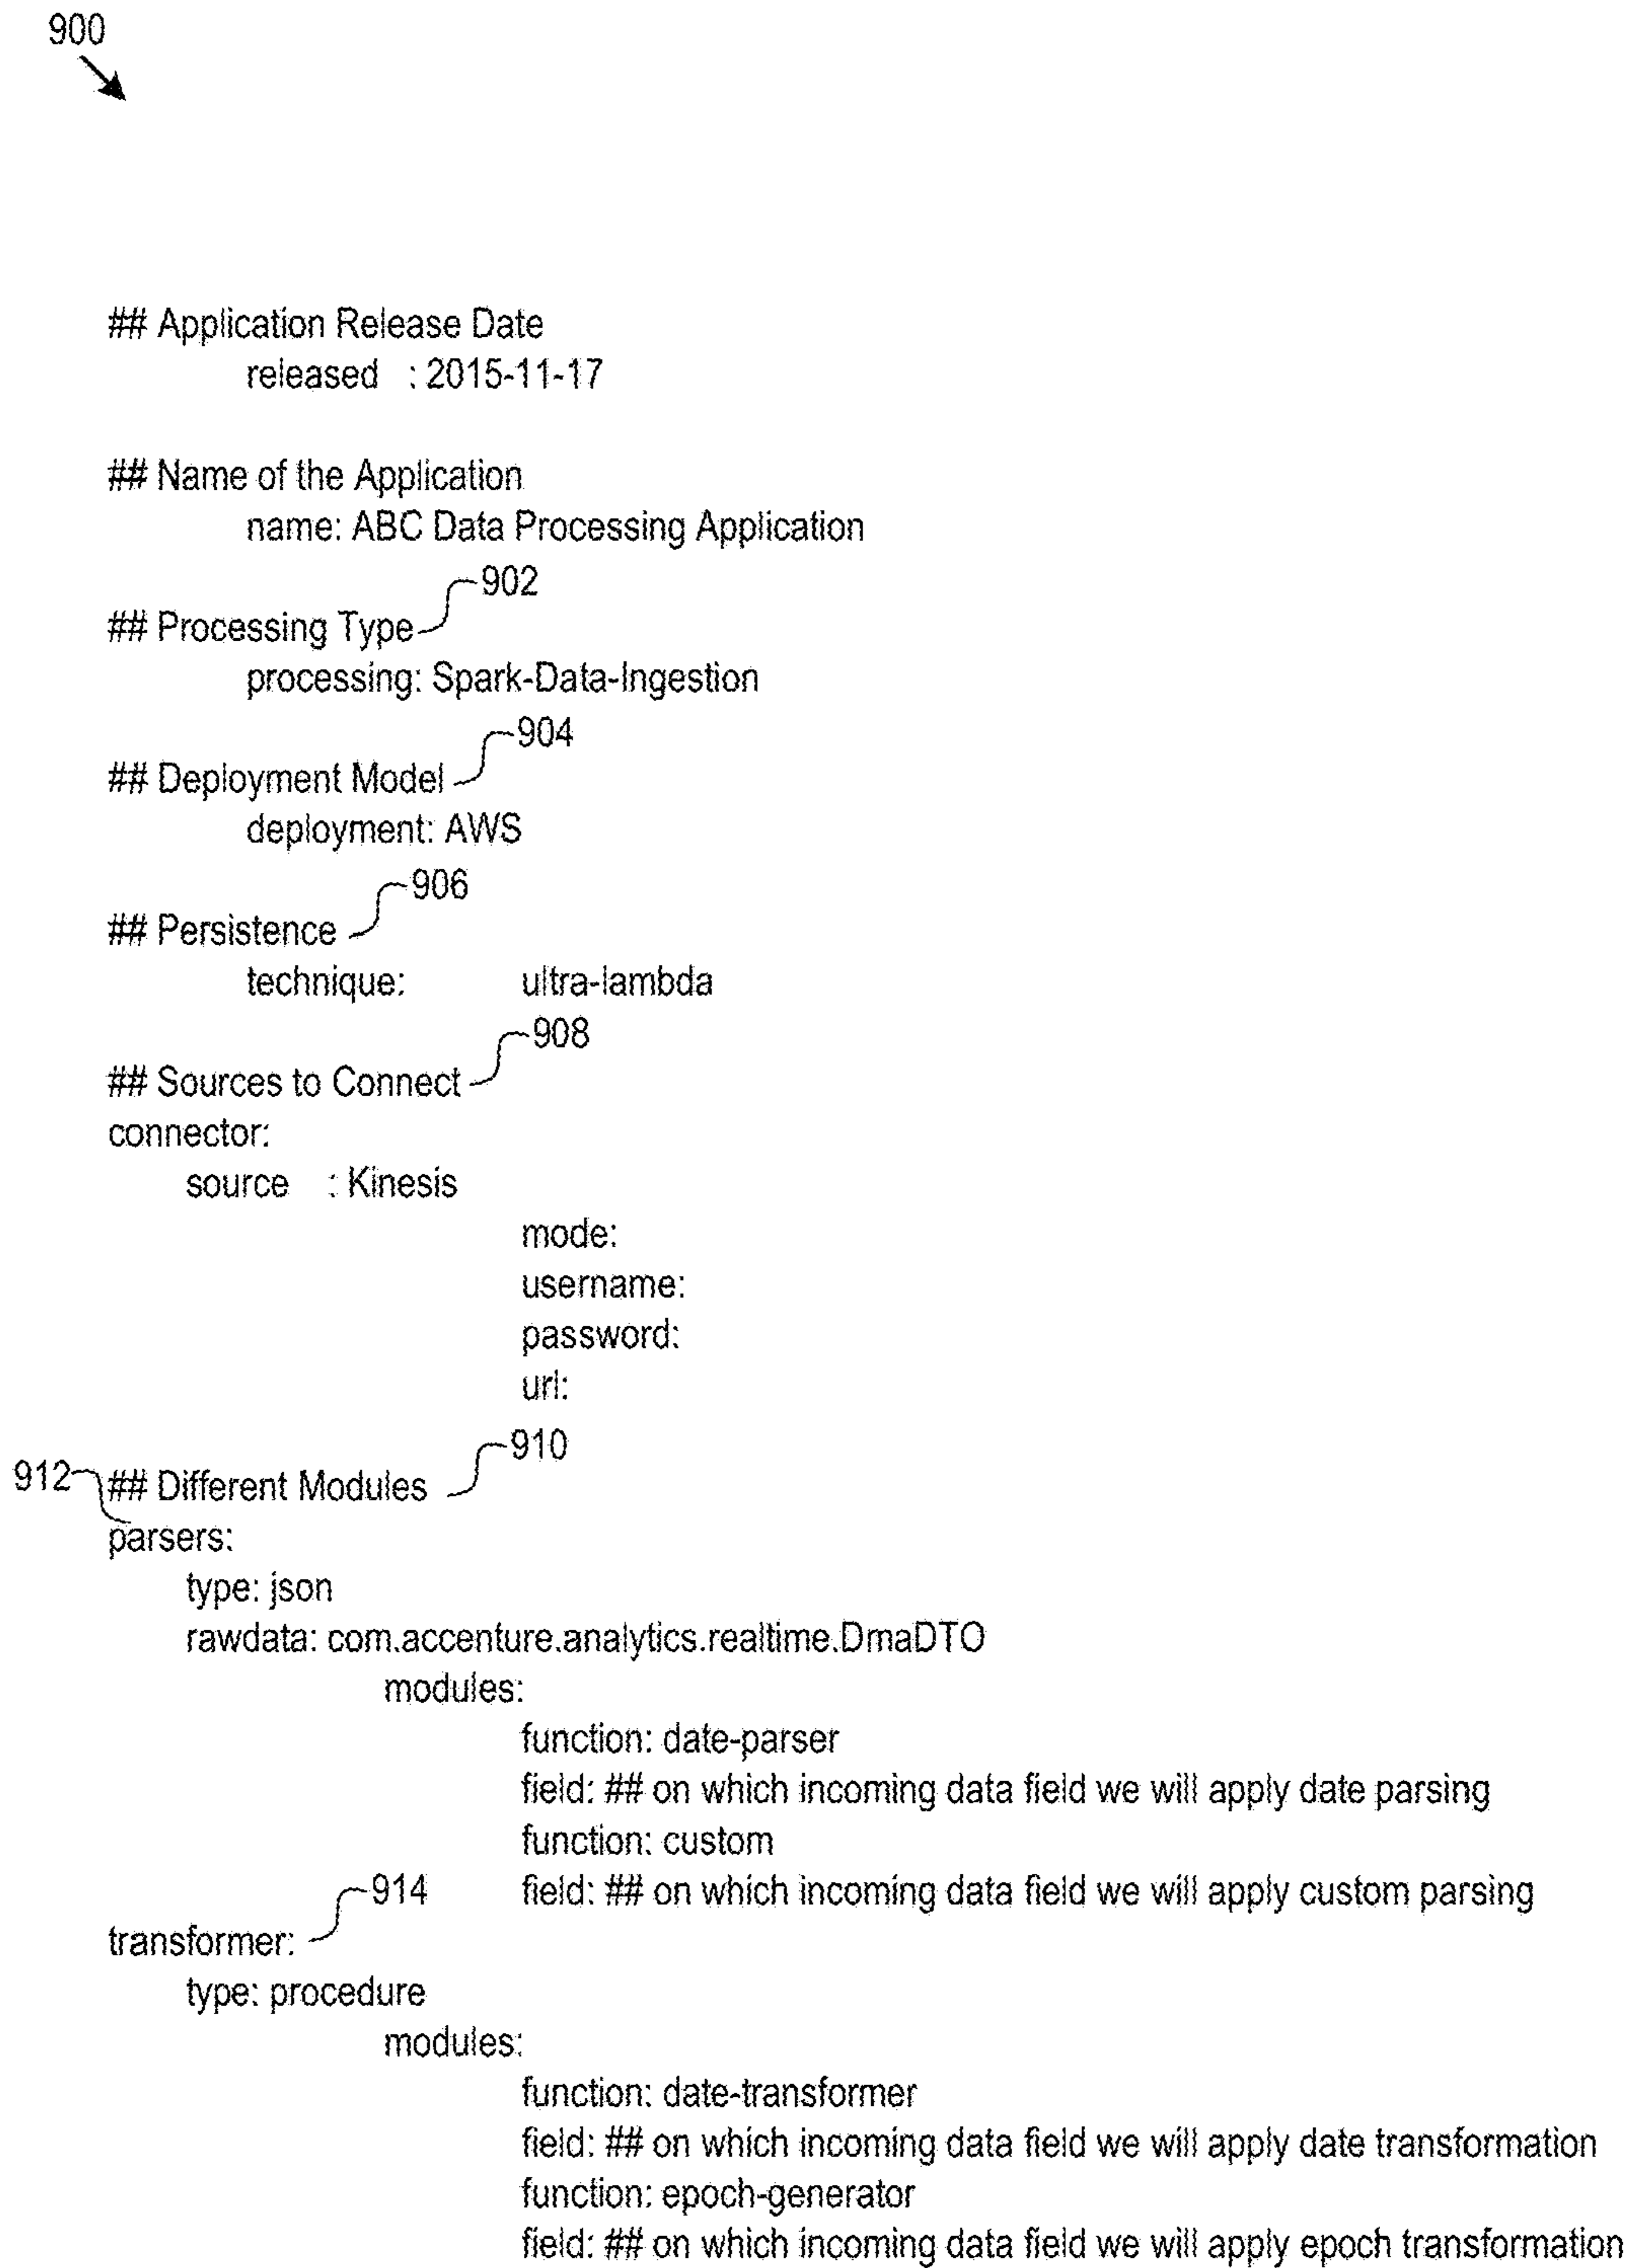 900
## Application Release Date
released : 2015-11-17
## Name of the Application
name: ABC Data Processing Application
902
## Processing Type
processing: Spark-Data-Ingestion
904
## Deployment Model
deployment: AWS
906
## Persistence
technique: ultra-lambda
908
## Sources to Connect
connector:
source : Kinesis
mode:
username:
password:
url:
910
912 ## Different Modules
parsers:
type: json
rawdata: com.accenture.analytics.realtime.DmaDTO
modules:
function: date-parser
field: ## on which incoming data field we will apply date parsing
function: custom
914 field: ## on which incoming data field we will apply custom parsing
transformer:
type: procedure
modules:
function: date-transformer
field: ## on which incoming data field we will apply date transformation
function: epoch-generator
field: ## on which incoming data field we will apply epoch transformation